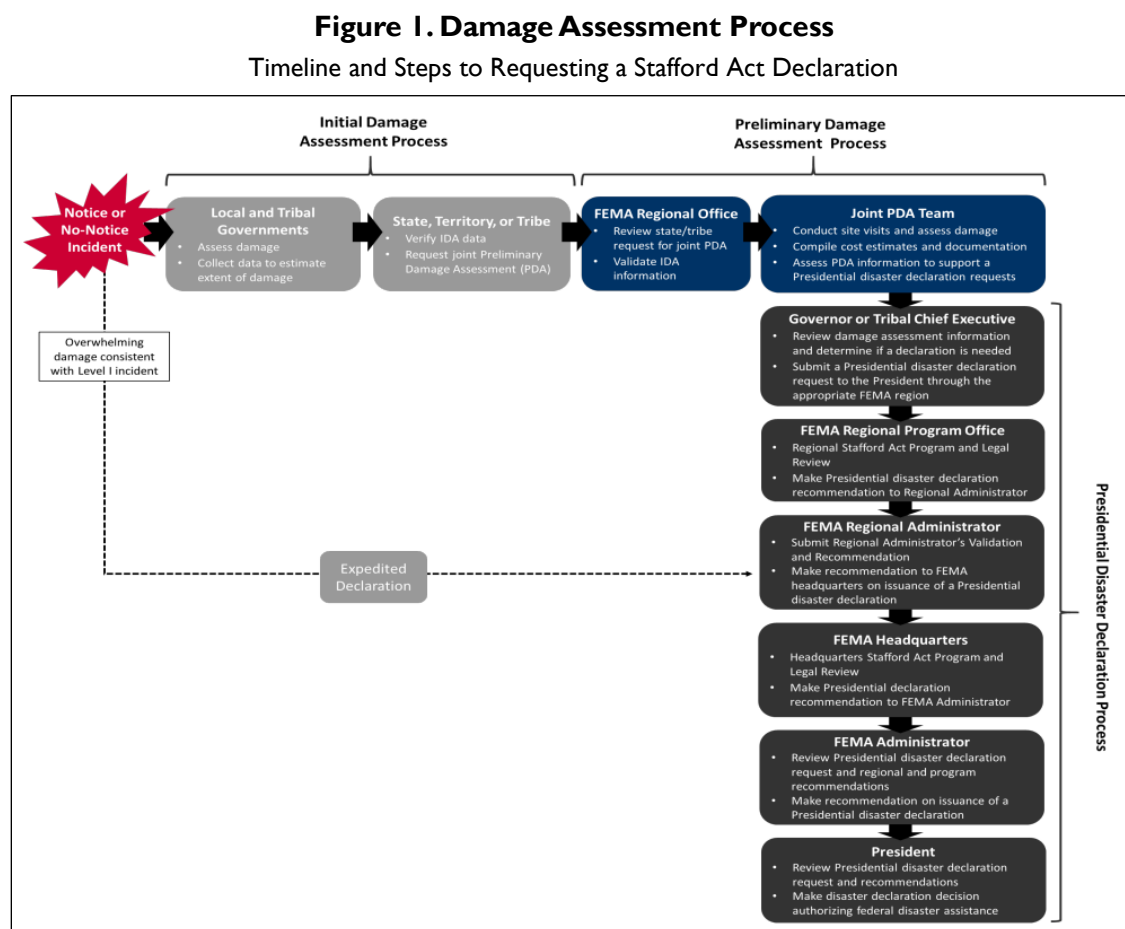 Figure 1. Damage Assessment Process
Timeline and Steps to Requesting a Stafford Act Declaration
Initial Damage
Assessment Process
Preliminary Damage
Assessment Process
Notice or
No-Notice
Incident
Local and Tribal
Governments
• Assess damage
• Collect data to estimate
extent of damage
State, Territory, or Tribe
• Verify IDA data
• Request joint Preliminary
Damage Assessment (PDA)
FEMA Regional Office
• Review state/tribe
request for joint PDA
• Validate IDA
information
Joint PDA Team
• Conduct site visits and assess damage
• Compile cost estimates and documentation
• Assess PDA information to support a
Presidential disaster declaration requests
Overwhelming
damage consistent
with Level I incident
Governor or Tribal Chief Executive
• Review damage assessment information
and determine if a declaration is needed
• Submit a Presidential disaster declaration
request to the President through the
appropriate FEMA region
FEMA Regional Program Office
• Regional Stafford Act Program and Legal
Review
• Make Presidential disaster declaration
recommendation to Regional Administrator
Expedited
Declaration
FEMA Regional Administrator
• Submit Regional Administrator's Validation
and Recommendation
• Make recommendation to FEMA
headquarters on issuance of a Presidential
disaster declaration
FEMA Headquarters
• Headquarters Stafford Act Program and
Legal Review
• Make Presidential declaration
recommendation to FEMA Administrator
FEMA Administrator
• Review Presidential disaster declaration
request and regional and program
recommendations
• Make recommendation on issuance of a
Presidential disaster declaration
President
• Review Presidential disaster declaration
request and recommendations
• Make disaster declaration decision
authorizing federal disaster assistance
Presidential Disaster Declaration Process